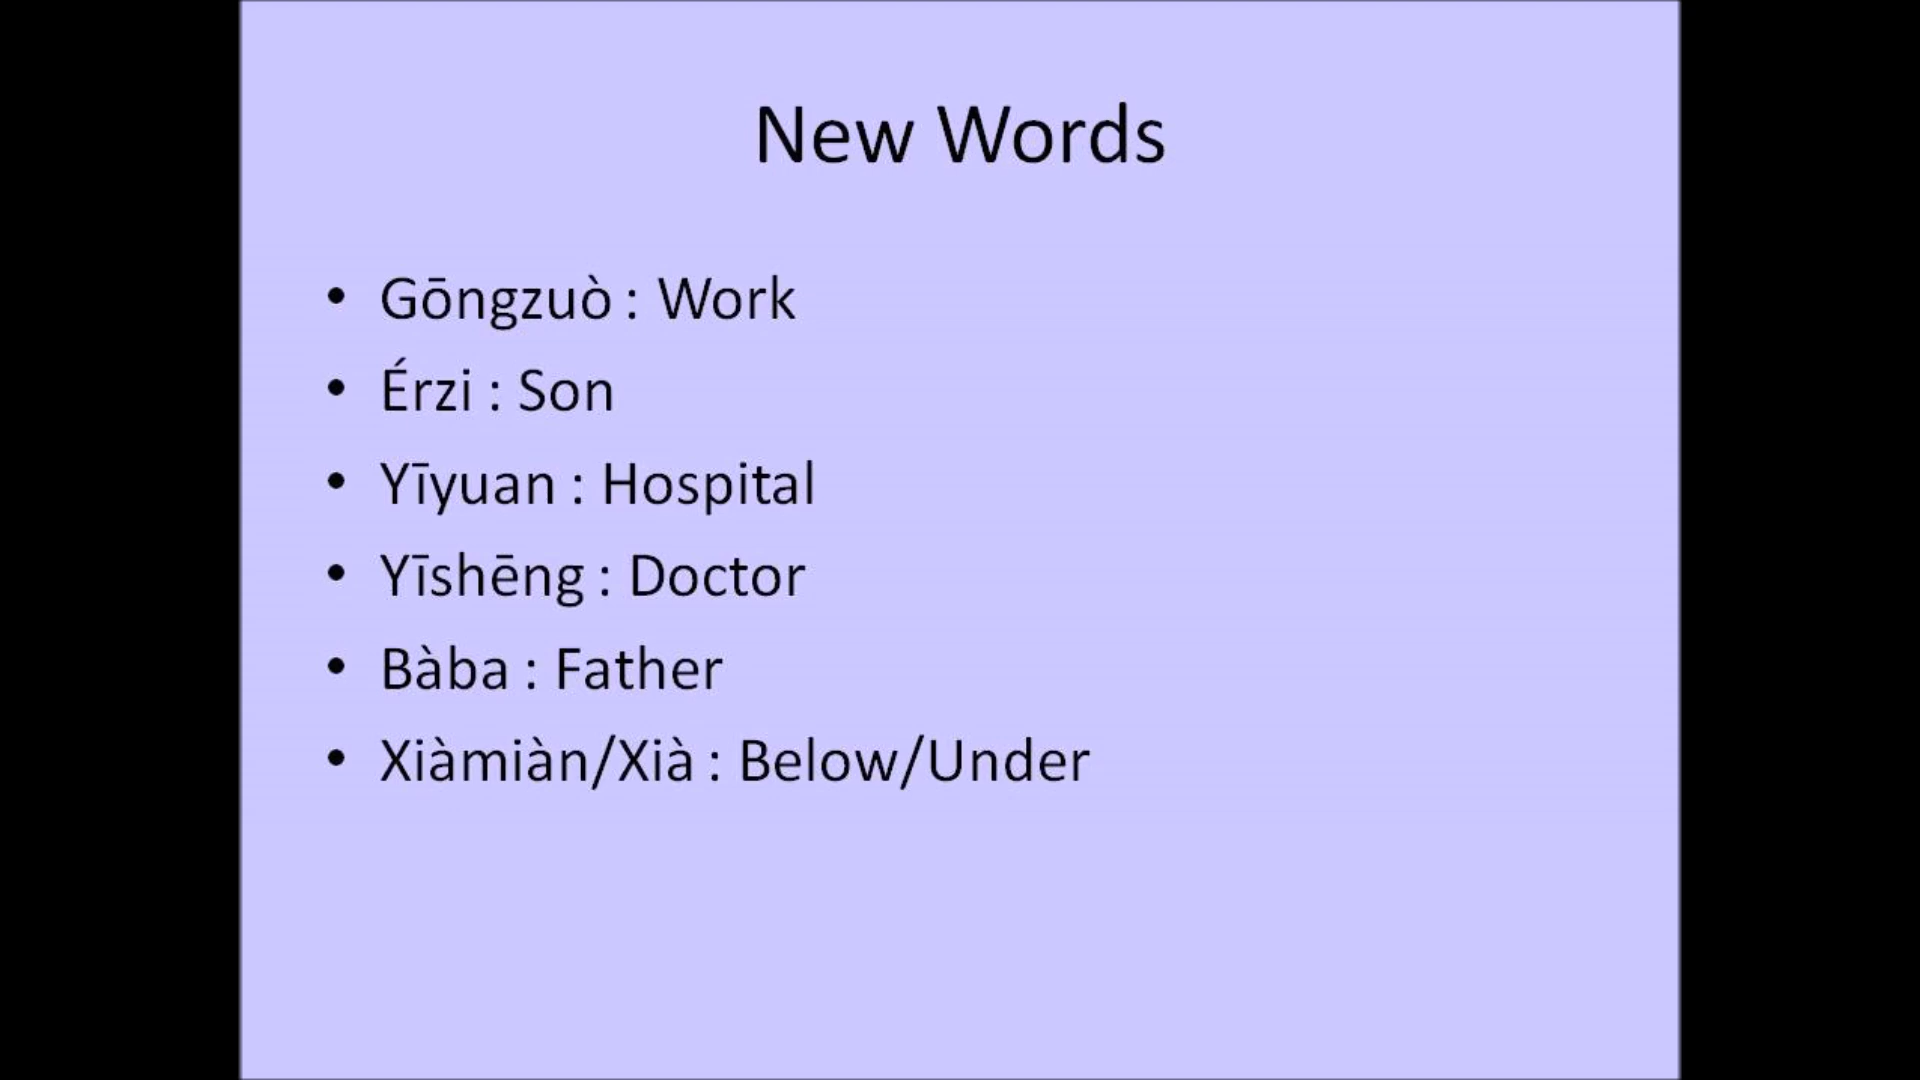 New Words
• Gōngzuò : Work
• Érzi : Son
• Yīyuan : Hospital
• Yīshēng : Doctor
• Bàba : Father
• Xiàmiàn/Xià : Below/Under